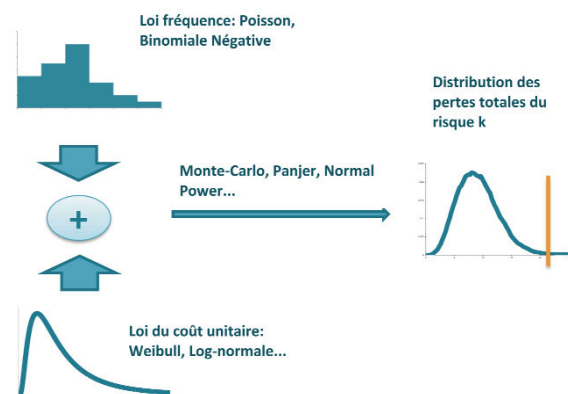 Loi fréquence: Poisson,
Binomiale Négative
Distribution des
pertes totales du
risque k
Monte-Carlo, Panjer, Normal
Power...
+
Loi du coût unitaire:
Weibull, Log-normale...